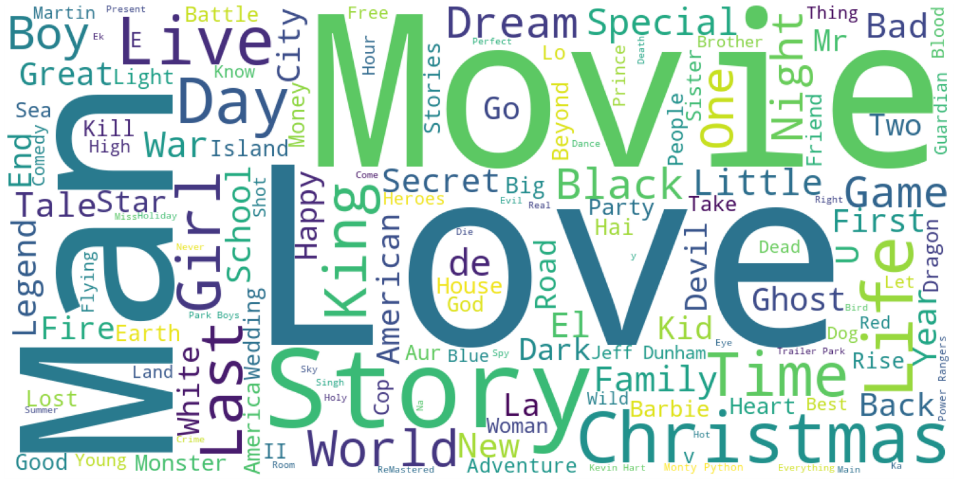 Martin
Present
Boy
Ek
E
Live
Battle
Free
Dream
Special
Thing
Mr
Bad
City
Hour
Stories
Lo
Perfect
Prince
Brother
Death
Great
Light
Know
Movie
Night
Blood
Sea
Day
Money
Go
Beyond
One
Sister
People
Friend
Two
Guardian
Kill
High
War
Island
Dance
End
Comedy
Man
Tale
Star
Girl
School
Shot
Happy
King
Come
Secret
Heroes
Big
Evil
Real
Black
Little
Take
Right
Game
Miss
Holiday
Legend
Flying
Never
Love
Die
de
House
God
Party
Hai
y
Devil
Dead
First
U
Life
Dragon
Let
Ghost
Road
American
Fire
Earth
Park Boys
Wedding
El
Kid
Dog
Bird
Red
Year
Last
White
Land
Aur
Blue
Spy
Dark
Jeff Dunham
Eye
Trailer Park
Rise
Power Rangers
Lost
Summer
America
Sky
Singh
Holy
Story
Cop
Na
La
Woman
Family
Time
Wild
Barbie
Heart
Best
Back
Crime
Good
Young
Monster
II
Room
World
New
ReMastered
Adventure
Christmas
v
Hot
Kevin Hart
Monty Python
Everything
Main
Ka